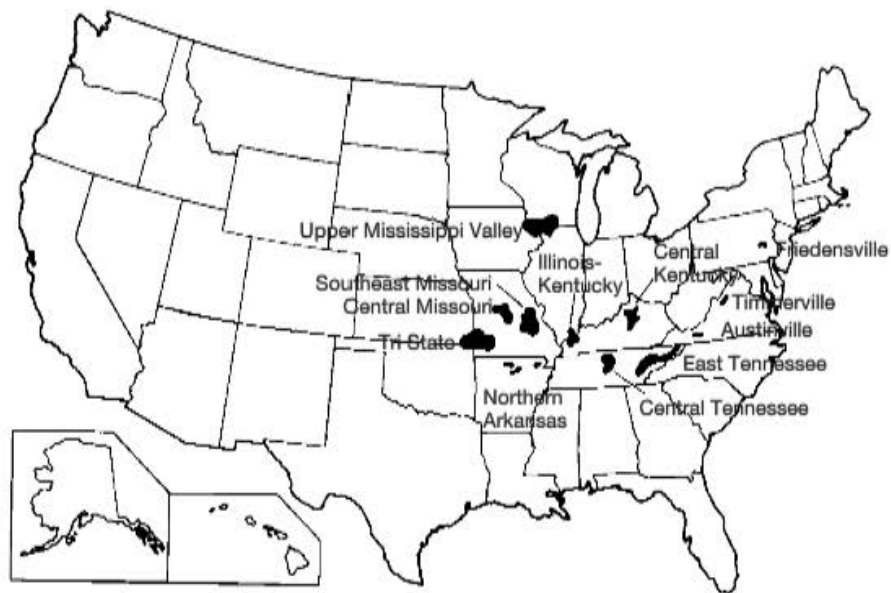 Upper Mississippi Valley
Illinois-
Kentucky
Central
Kentucky
Friedensville
Southeast Missouri
Central Missouri
Timberville
Austinville
Tri State
East Tennessee
Northern
Arkansas
Central Tennessee